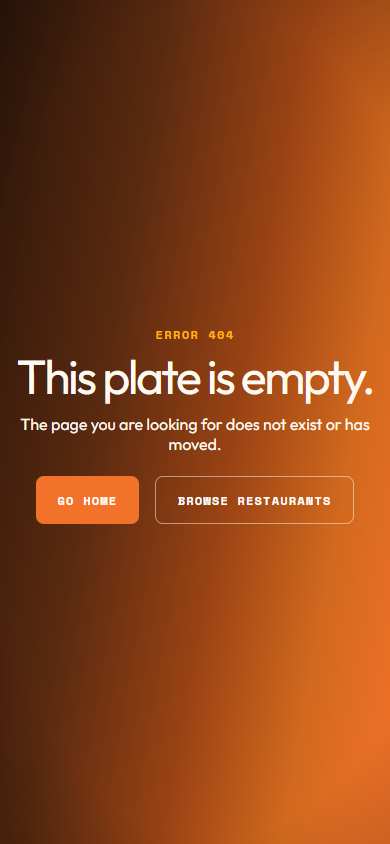 ERROR 404
This plate is empty.
The page you are looking for does not exist or has
moved.
GO HOME
BROWSE RESTAURANTS